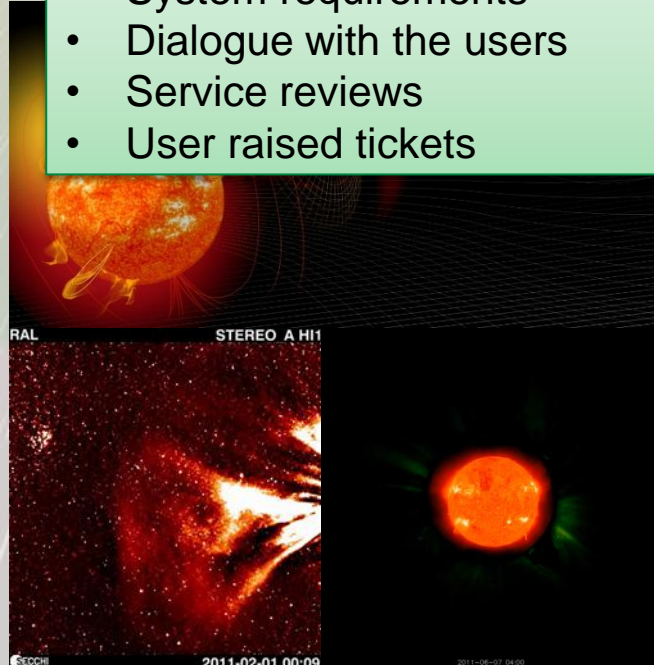 System requirements
• Dialogue with the users
• Service reviews
• User raised tickets
RAL STEREO A HI1
SECCHI 2011-02-01 00:09
2011-06-07 04:00